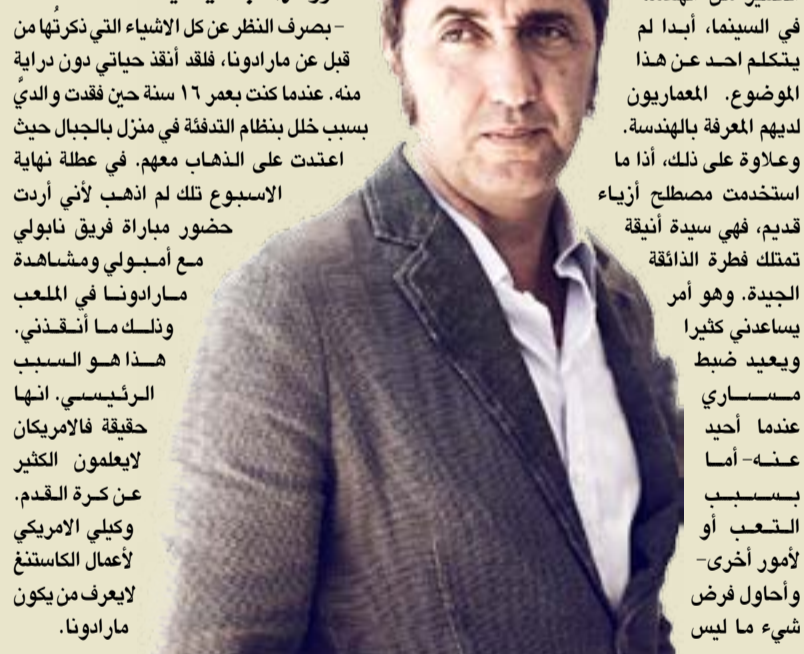 في السينما، أبدا لم
يتكلم احد عن هذا
الموضوع. المعماريون
لديهم المعرفة بالهندسة.
وعلاوة على ذلك، أذا ما
استخدمت مصطلح أزياء
قديم، فهي سيدة أنيقة
تمتلك فطرة الذائقة
الجيدة. وهو أمر
يساعدني كثيرا
ويعيد ضبط
مساري
عندما أحيد
عنه- أما
بسبب
التعب أو
لأمور أخرى-
وأحاول فرض
شيء ما ليس
-بصرف النظر عن كل الاشياء التي ذكرتُها من
قبل عن مارادونا، فلقد أنقذ حياتي دون دراية
منه. عندما كنت بعمر ١٦ سنة حين فقدت والديَّ
بسبب خلل بنظام التدفئة في منزل بالجبال حيث
اعتدت على الذهاب معهم. في عطلة نهاية
الاسبوع تلك لم اذهب لأني أردت
حضور مباراة فريق نابولي
مع أمبولي ومشاهدة
مارادونا في الملعب
وذلك ما أنقذني.
هذا هو السبب
الرئيسي. انها
حقيقة فالامريكان
لايعلمون الكثير
عن كرة القدم.
وكيلي الامريكي
لأعمال الكاستنغ
لايعرف من يكون
مارادونا.